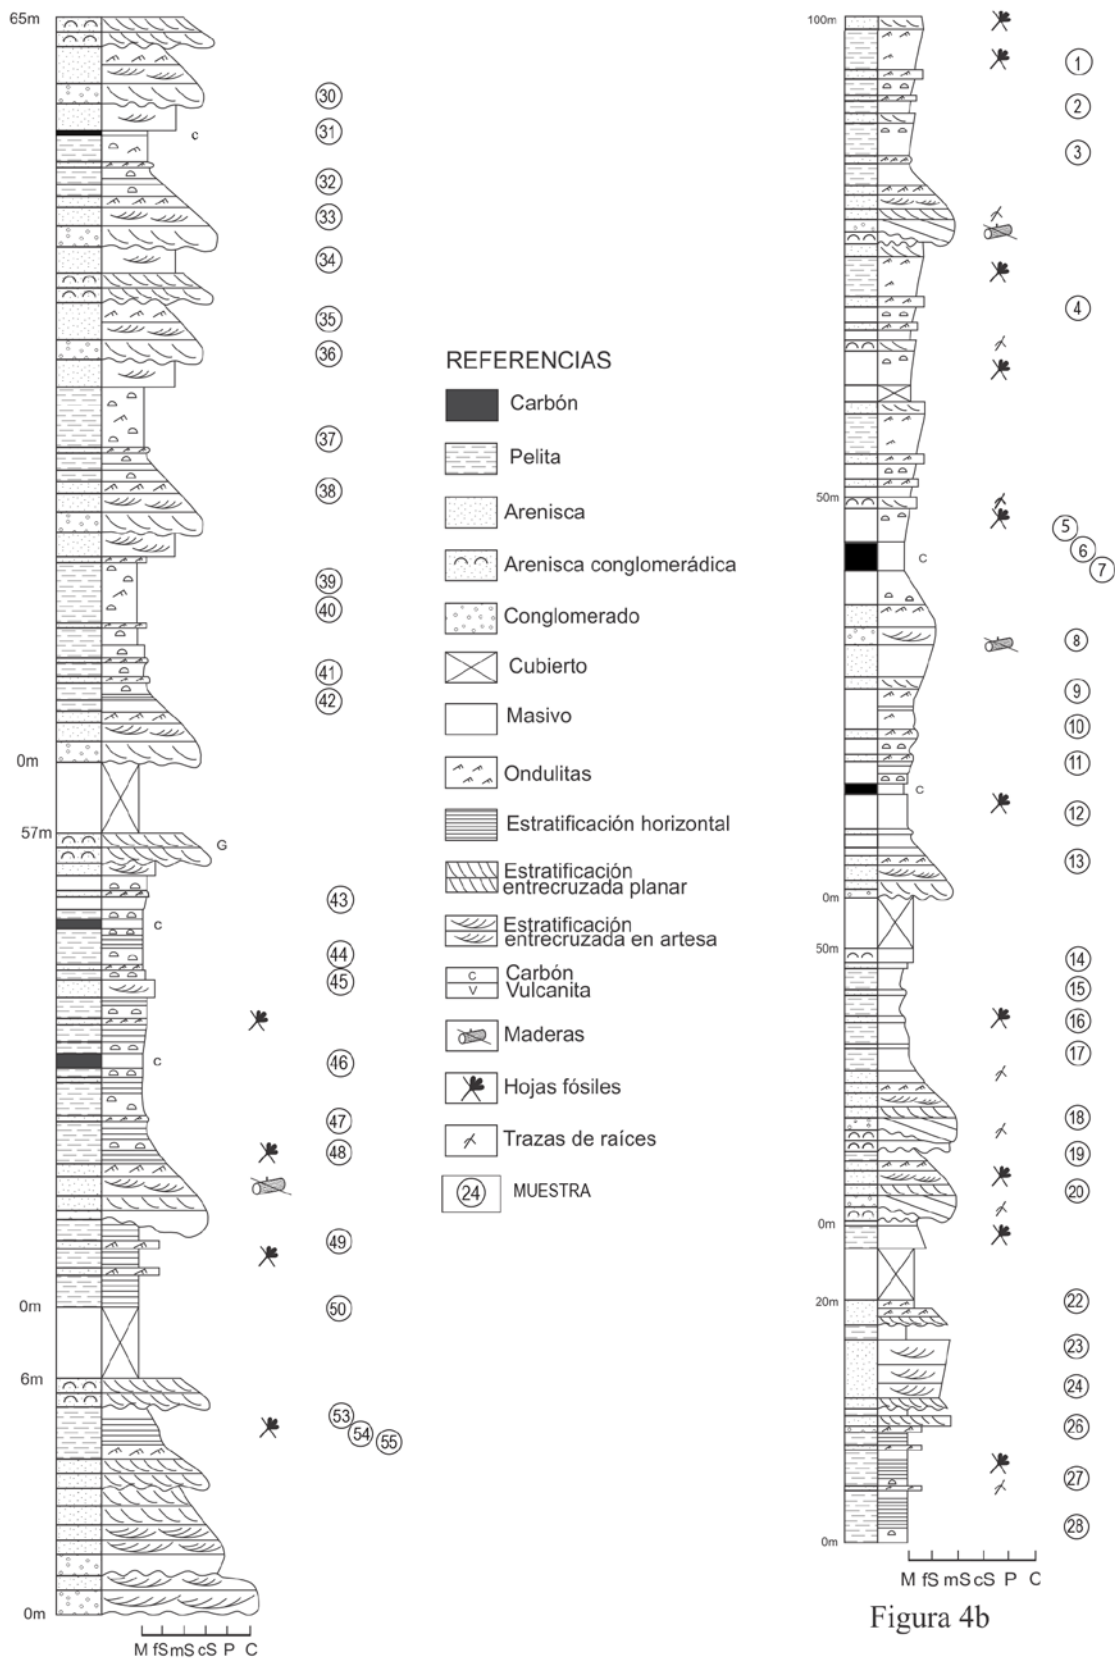 65m
30
c
31
32
33
34
35
36
37
38
39
40
41
42
0m
57m
G
43
c
44
45
46
c
47
48
49
0m
50
6m
53
54
55
0m
M fS mS cS P C
REFERENCIAS
Carbón
Pelita
Arenisca
Arenisca conglomerádica
Conglomerado
Cubierto
Masivo
Ondulitas
Estratificación horizontal
Estratificación
entrecruzada planar
Estratificación
entrecruzada en artesa
C Carbón
V Vulcanita
Maderas
Hojas fósiles
Trazas de raíces
24 MUESTRA
100m
1
2
3
4
50m
5
6
C
7
8
9
10
11
C
12
13
0m
50m
14
15
16
17
18
19
20
0m
20m
22
23
24
26
27
28
0m
M fS mS cS P C
Figura 4b